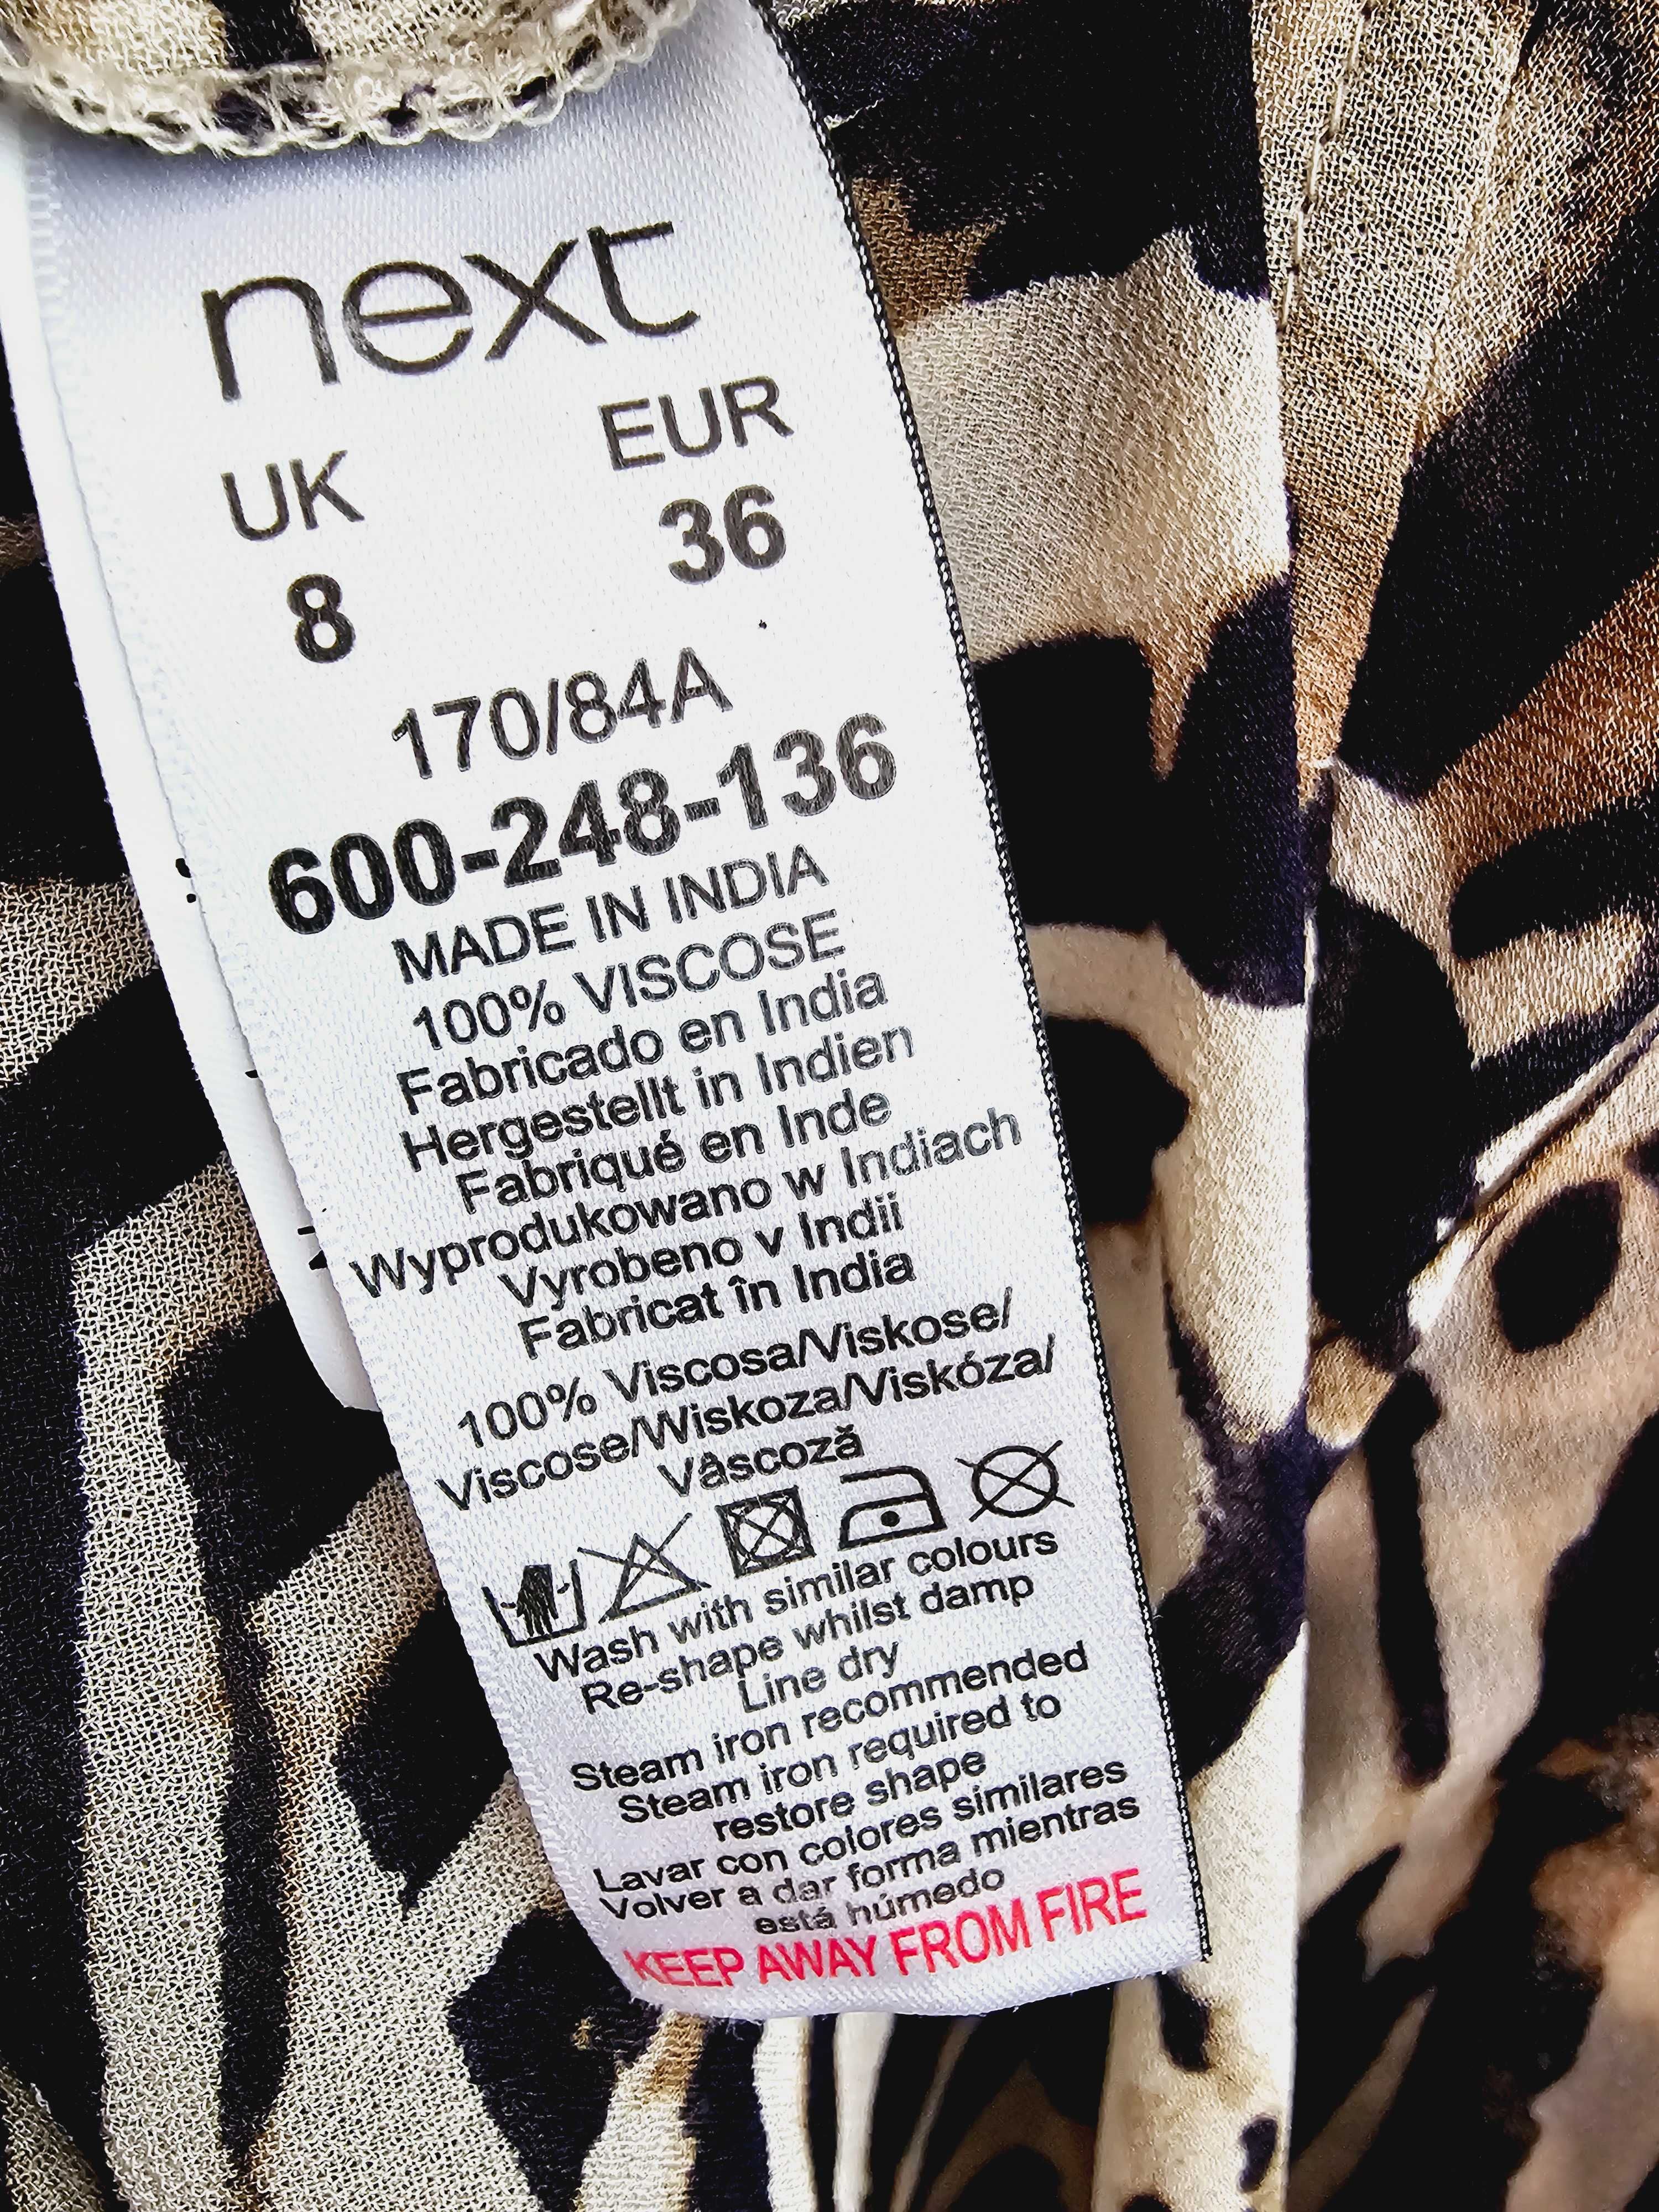 next
UK EUR
8 36
170/84A
600-248-136
MADE IN INDIA
100% VISCOSE
Fabricado en India
Hergestellt in Indien
Fabriqué en Inde
Wyprodukowano w Indiach
Vyrobeno v Indii
Fabricat în India
100% Viscosa/Viskose/
Viscose/Wiskoza/Viskóza/
Vâscoză
Wash with similar colours
Re-shape whilst damp
Line dry
Steam iron recommended
Steam iron required to
restore shape
Lavar con colores similares
Volver a dar forma mientras
está húmedo
KEEP AWAY FROM FIRE